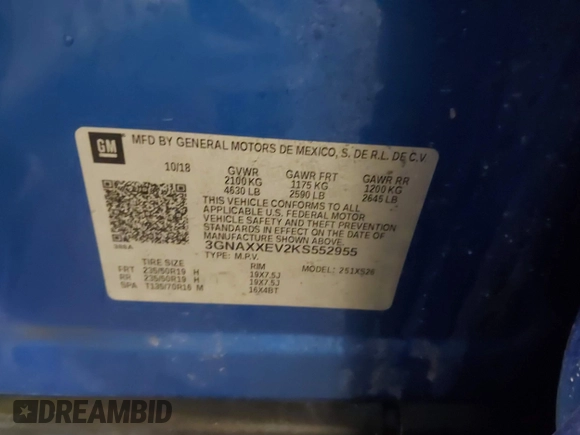 GM
MFD BY GENERAL MOTORS DE MEXICO, S. DE R.L. DE C.V
10/18 GVWR GAWR FRT GAWR RR
2100 KG 1175 KG 1200 KG
4630 LB 2590 LB 2645 LB
THIS VEHICLE CONFORMS TO ALL
APPLICABLE U.S. FEDERAL MOTOR
VEHICLE SAFETY AND THEFT PREVENTION
STANDARDS IN EFFECT ON THE DATE OF
MANUFACTURE SHOWN ABOVE.
3GNAXXEV2KS552955
TYPE: M.P.V. MODEL: 251XS26
TIRE SIZE RIM
FRT 235/50R19 H 19X7.5J
RR 235/50R19 H 19X7.5J
SPA T135/70R16 M 16X4BT
DREAMBID